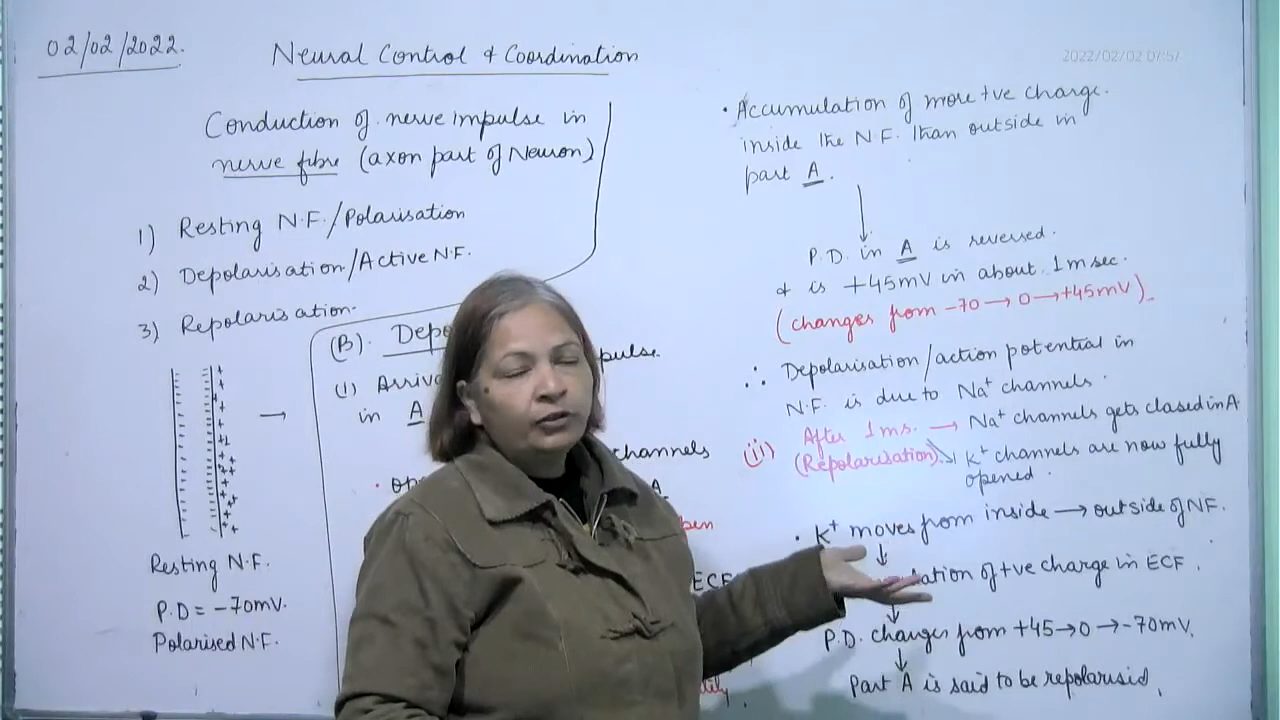 02/02/2022.
Neural Control & Coordination
2022/02/02 07:57
Conduction of nerve impulse in
nerve fibre (axon part of Neuron)
1) Resting N.F./Polarisation
2) Depolarisation/Active N.F.
3) Repolarisation.
Resting N.F.
P.D = -70mV.
Polarised N.F.
(B). Depo
(i) Arriva pulse.
in A
channels
A
pen
ECF
• Accumulation of more +ve charge.
inside the N.F. than outside in
part A.
P.D. in A is reversed.
& is +45mV in about 1 m sec.
(changes from -70 → 0 → +45mV).
∴ Depolarisation/action potential in
N.F. is due to Na+ channels.
(ii) After 1ms. → Na+ channels gets closed in A.
(Repolarisation). ↘ K+ channels are now fully
opened.
• K+ moves from inside → outside of NF.
lation of +ve charge in ECF.
P.D. changes from +45→0→-70mV.
Part A is said to be repolarisid.